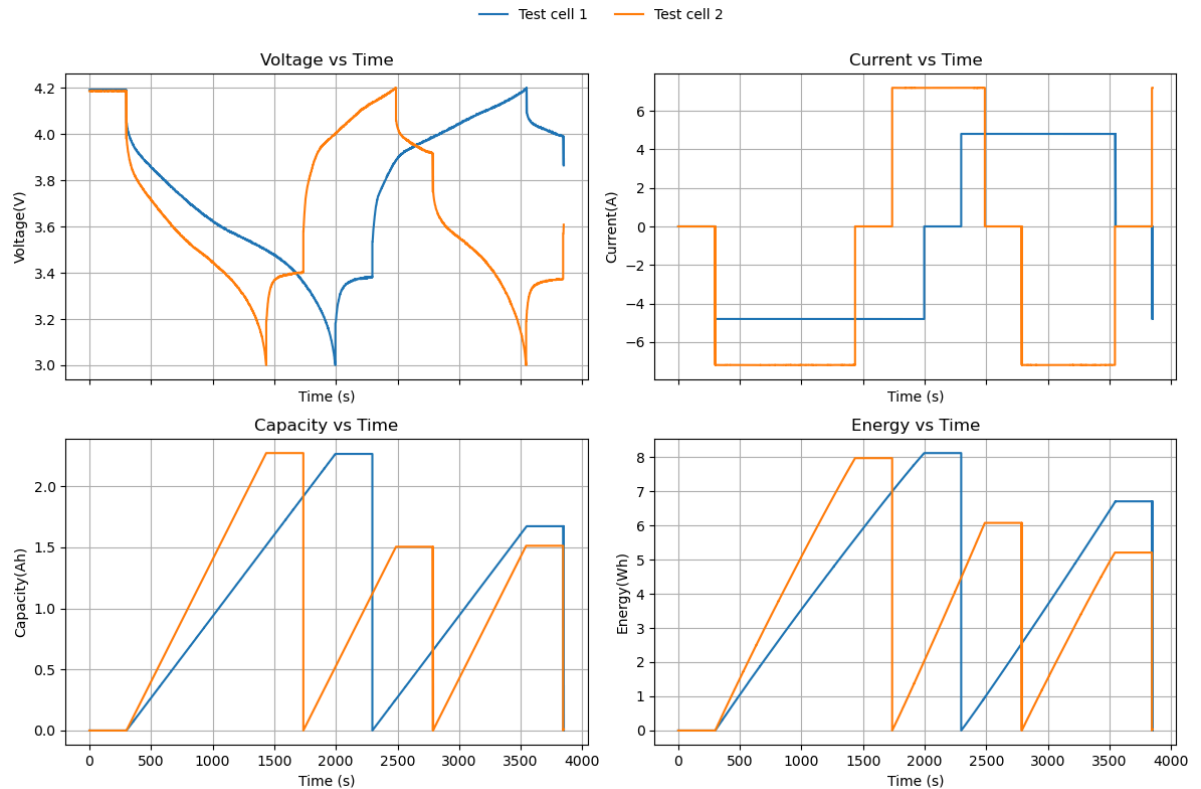 Test cell 1 Test cell 2
Voltage vs Time
4.2
4.0
3.8
3.6
3.4
3.2
3.0
Voltage(V)
Time (s)
Current vs Time
6
4
2
0
−2
−4
−6
Current(A)
Time (s)
Capacity vs Time
2.0
1.5
1.0
0.5
0.0
Capacity(Ah)
0 500 1000 1500 2000 2500 3000 3500 4000
Time (s)
Energy vs Time
8
7
6
5
4
3
2
1
0
Energy(Wh)
0 500 1000 1500 2000 2500 3000 3500 4000
Time (s)